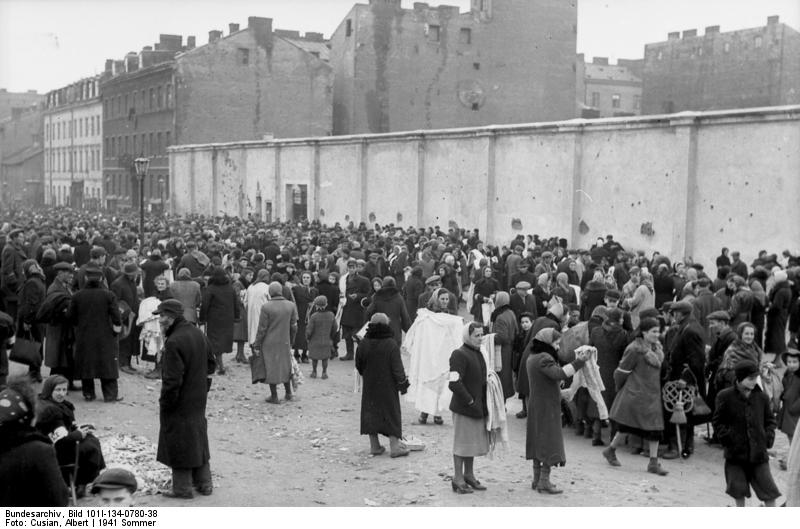 Bundesarchiv, Bild 101I-134-0780-38
Foto: Cusian, Albert | 1941 Sommer